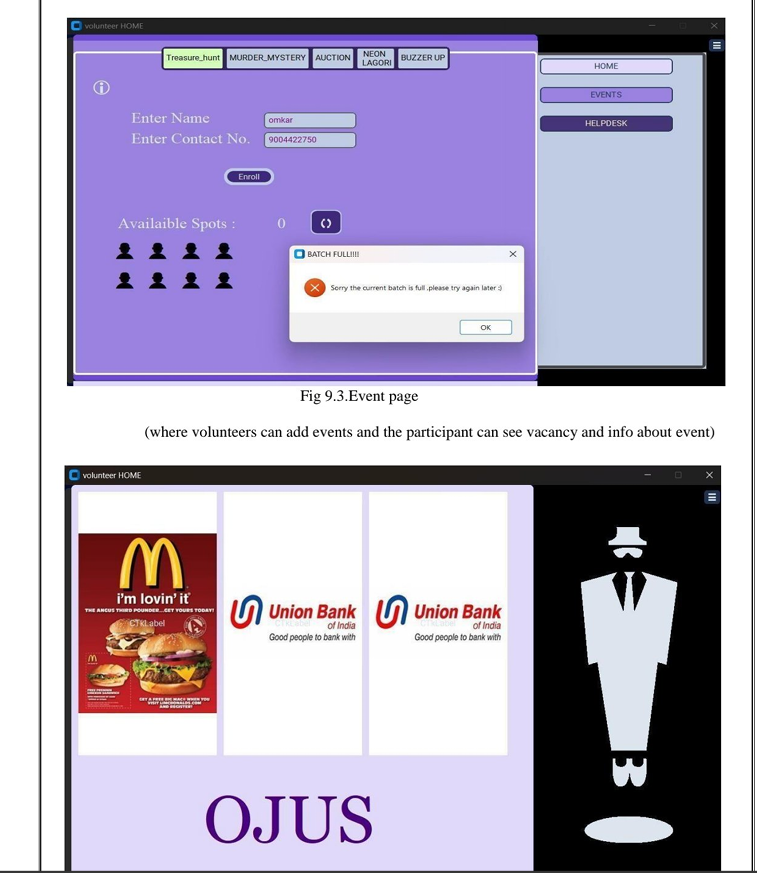 volunteer HOME
Treasure_hunt MURDER_MYSTERY AUCTION NEON LAGORI BUZZER UP
HOME
EVENTS
HELPDESK
Enter Name omkar
Enter Contact No. 9004422750
Enroll
Availaible Spots : 0
BATCH FULL!!!!
Sorry the current batch is full ,please try again later :)
OK
Fig 9.3.Event page
(where volunteers can add events and the participant can see vacancy and info about event)
volunteer HOME
i'm lovin' it
THE ANGUS THIRD POUNDER...GET YOURS TODAY!
CTkLabel
GET A FREE BIG MAC® WHEN YOU
AND REGISTER!
Union Bank
of India
Good people to bank with
Union Bank
of India
Good people to bank with
OJUS